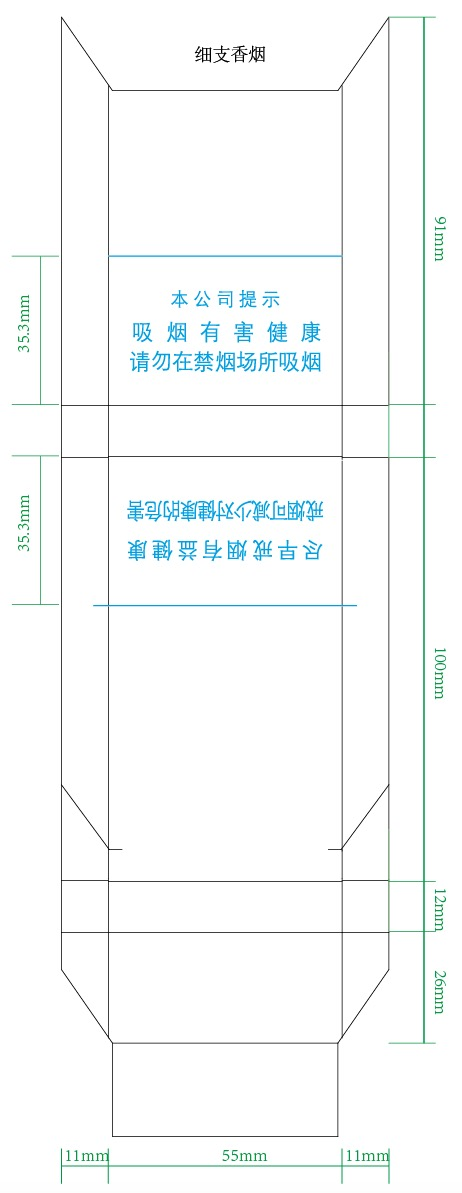 细支香烟
91mm
35.3mm
本公司提示
吸烟有害健康
请勿在禁烟场所吸烟
35.3mm
尽早戒烟有益健康
戒烟可减少对健康的危害
100mm
12mm
26mm
11mm
55mm
11mm